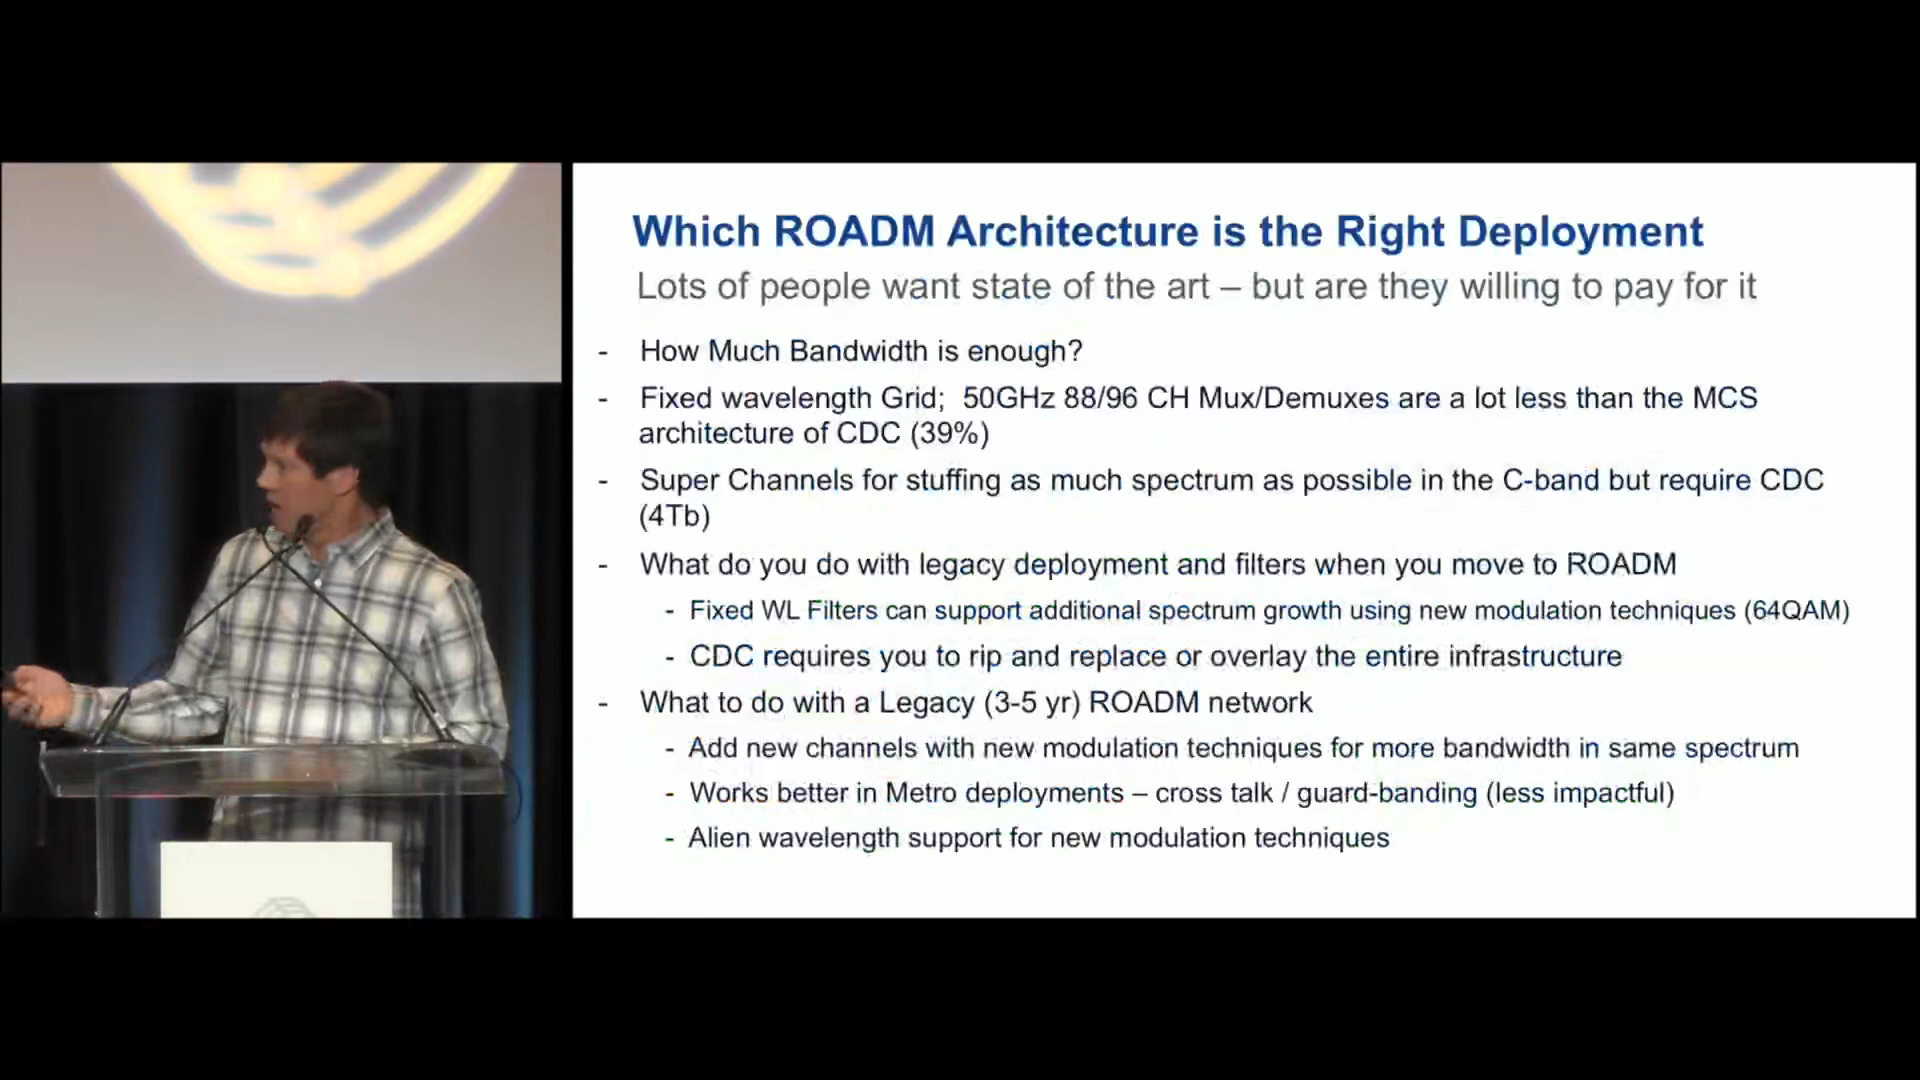 Which ROADM Architecture is the Right Deployment
Lots of people want state of the art – but are they willing to pay for it
- How Much Bandwidth is enough?
- Fixed wavelength Grid; 50GHz 88/96 CH Mux/Demuxes are a lot less than the MCS
architecture of CDC (39%)
- Super Channels for stuffing as much spectrum as possible in the C-band but require CDC
(4Tb)
- What do you do with legacy deployment and filters when you move to ROADM
- Fixed WL Filters can support additional spectrum growth using new modulation techniques (64QAM)
- CDC requires you to rip and replace or overlay the entire infrastructure
- What to do with a Legacy (3-5 yr) ROADM network
- Add new channels with new modulation techniques for more bandwidth in same spectrum
- Works better in Metro deployments – cross talk / guard-banding (less impactful)
- Alien wavelength support for new modulation techniques